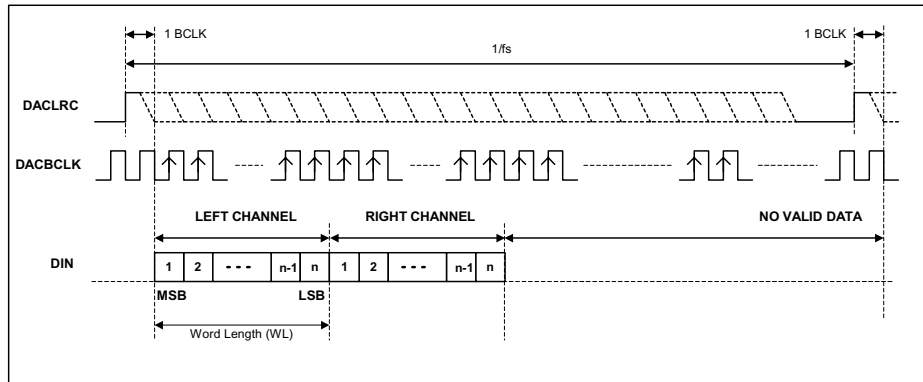 1 BCLK
1 BCLK
1/fs
DACLRC
DACBCLK
LEFT CHANNEL
RIGHT CHANNEL
NO VALID DATA
DIN
1 2 - - - n-1 n 1 2 - - - n-1 n
MSB LSB
Word Length (WL)